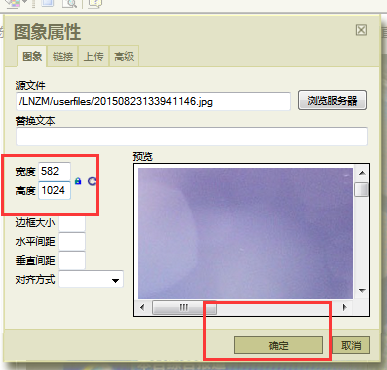 图象属性
图象 链接 上传 高级
源文件
/LNZM/userfiles/20150823133941146.jpg 浏览服务器
替换文本
宽度 582
高度 1024
边框大小
水平间距
垂直间距
对齐方式
预览
确定 取消